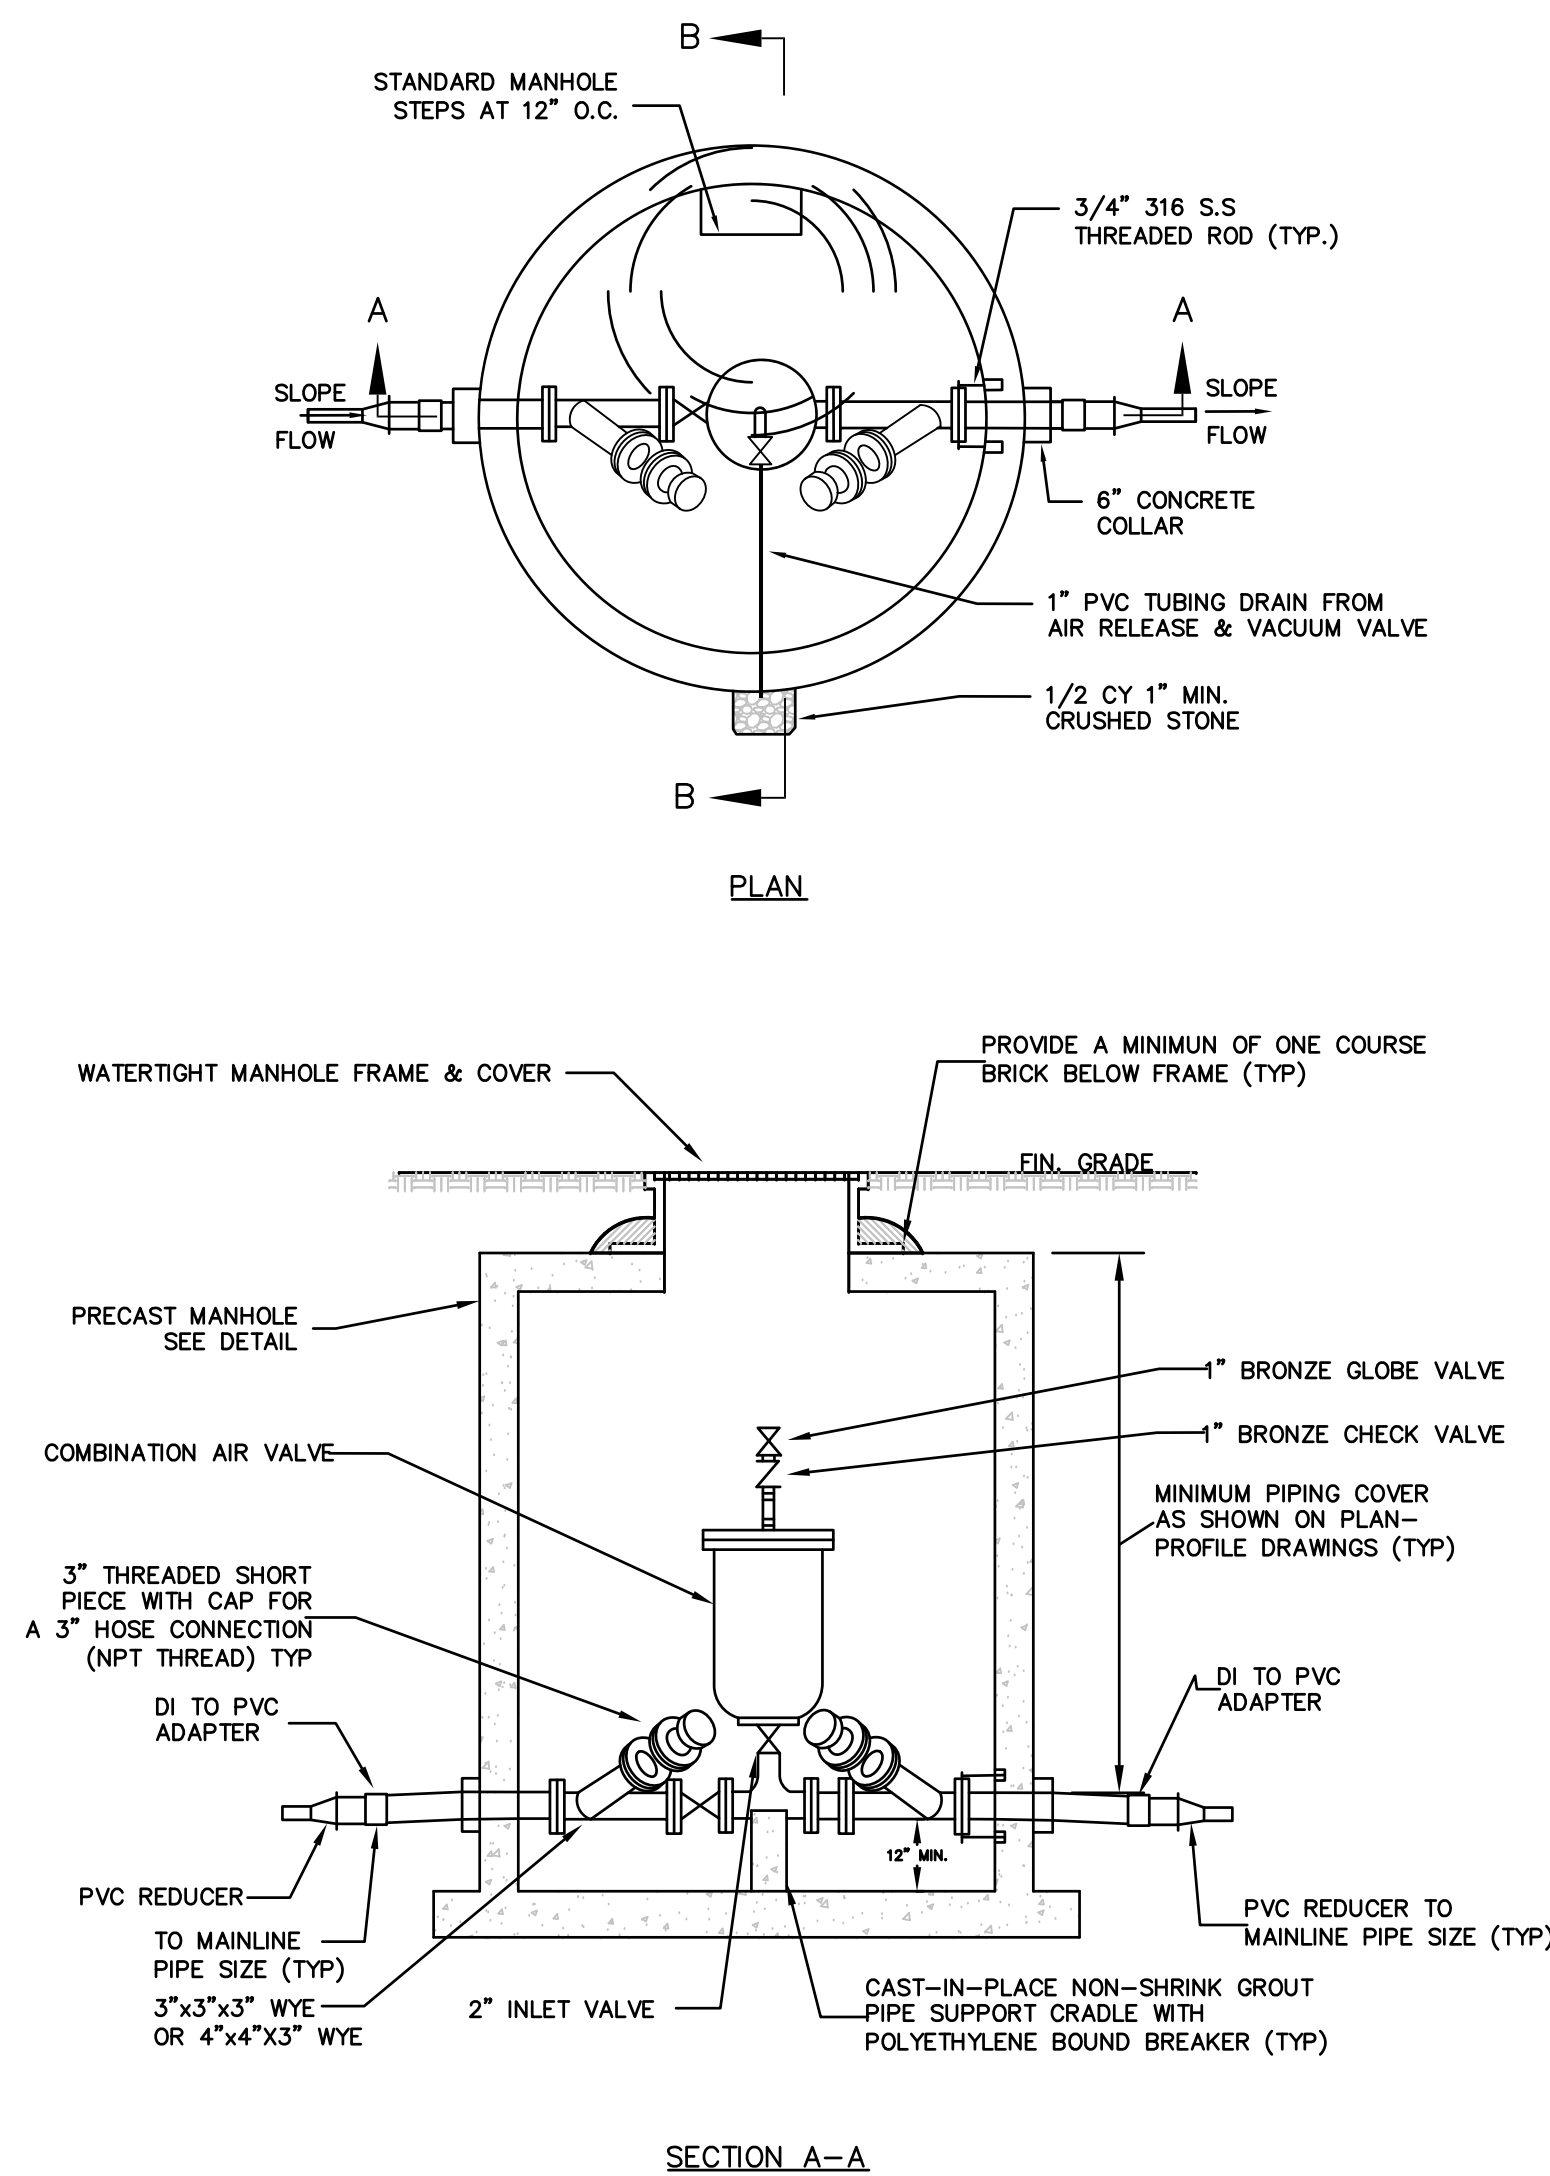 B
STANDARD MANHOLE
STEPS AT 12" O.C.
3/4" 316 S.S
THREADED ROD (TYP.)
A
A
SLOPE
FLOW
SLOPE
FLOW
6" CONCRETE
COLLAR
1" PVC TUBING DRAIN FROM
AIR RELEASE & VACUUM VALVE
1/2 CY 1" MIN.
CRUSHED STONE
B
PLAN
PROVIDE A MINIMUN OF ONE COURSE
BRICK BELOW FRAME (TYP)
WATERTIGHT MANHOLE FRAME & COVER
FIN. GRADE
PRECAST MANHOLE
SEE DETAIL
1" BRONZE GLOBE VALVE
1" BRONZE CHECK VALVE
COMBINATION AIR VALVE
MINIMUM PIPING COVER
AS SHOWN ON PLAN-
PROFILE DRAWINGS (TYP)
3" THREADED SHORT
PIECE WITH CAP FOR
A 3" HOSE CONNECTION
(NPT THREAD) TYP
DI TO PVC
ADAPTER
DI TO PVC
ADAPTER
12" MIN.
PVC REDUCER
TO MAINLINE
PIPE SIZE (TYP)
PVC REDUCER TO
MAINLINE PIPE SIZE (TYP)
3"x3"x3" WYE
OR 4"x4"X3" WYE
2" INLET VALVE
CAST-IN-PLACE NON-SHRINK GROUT
PIPE SUPPORT CRADLE WITH
POLYETHYLENE BOUND BREAKER (TYP)
SECTION A-A